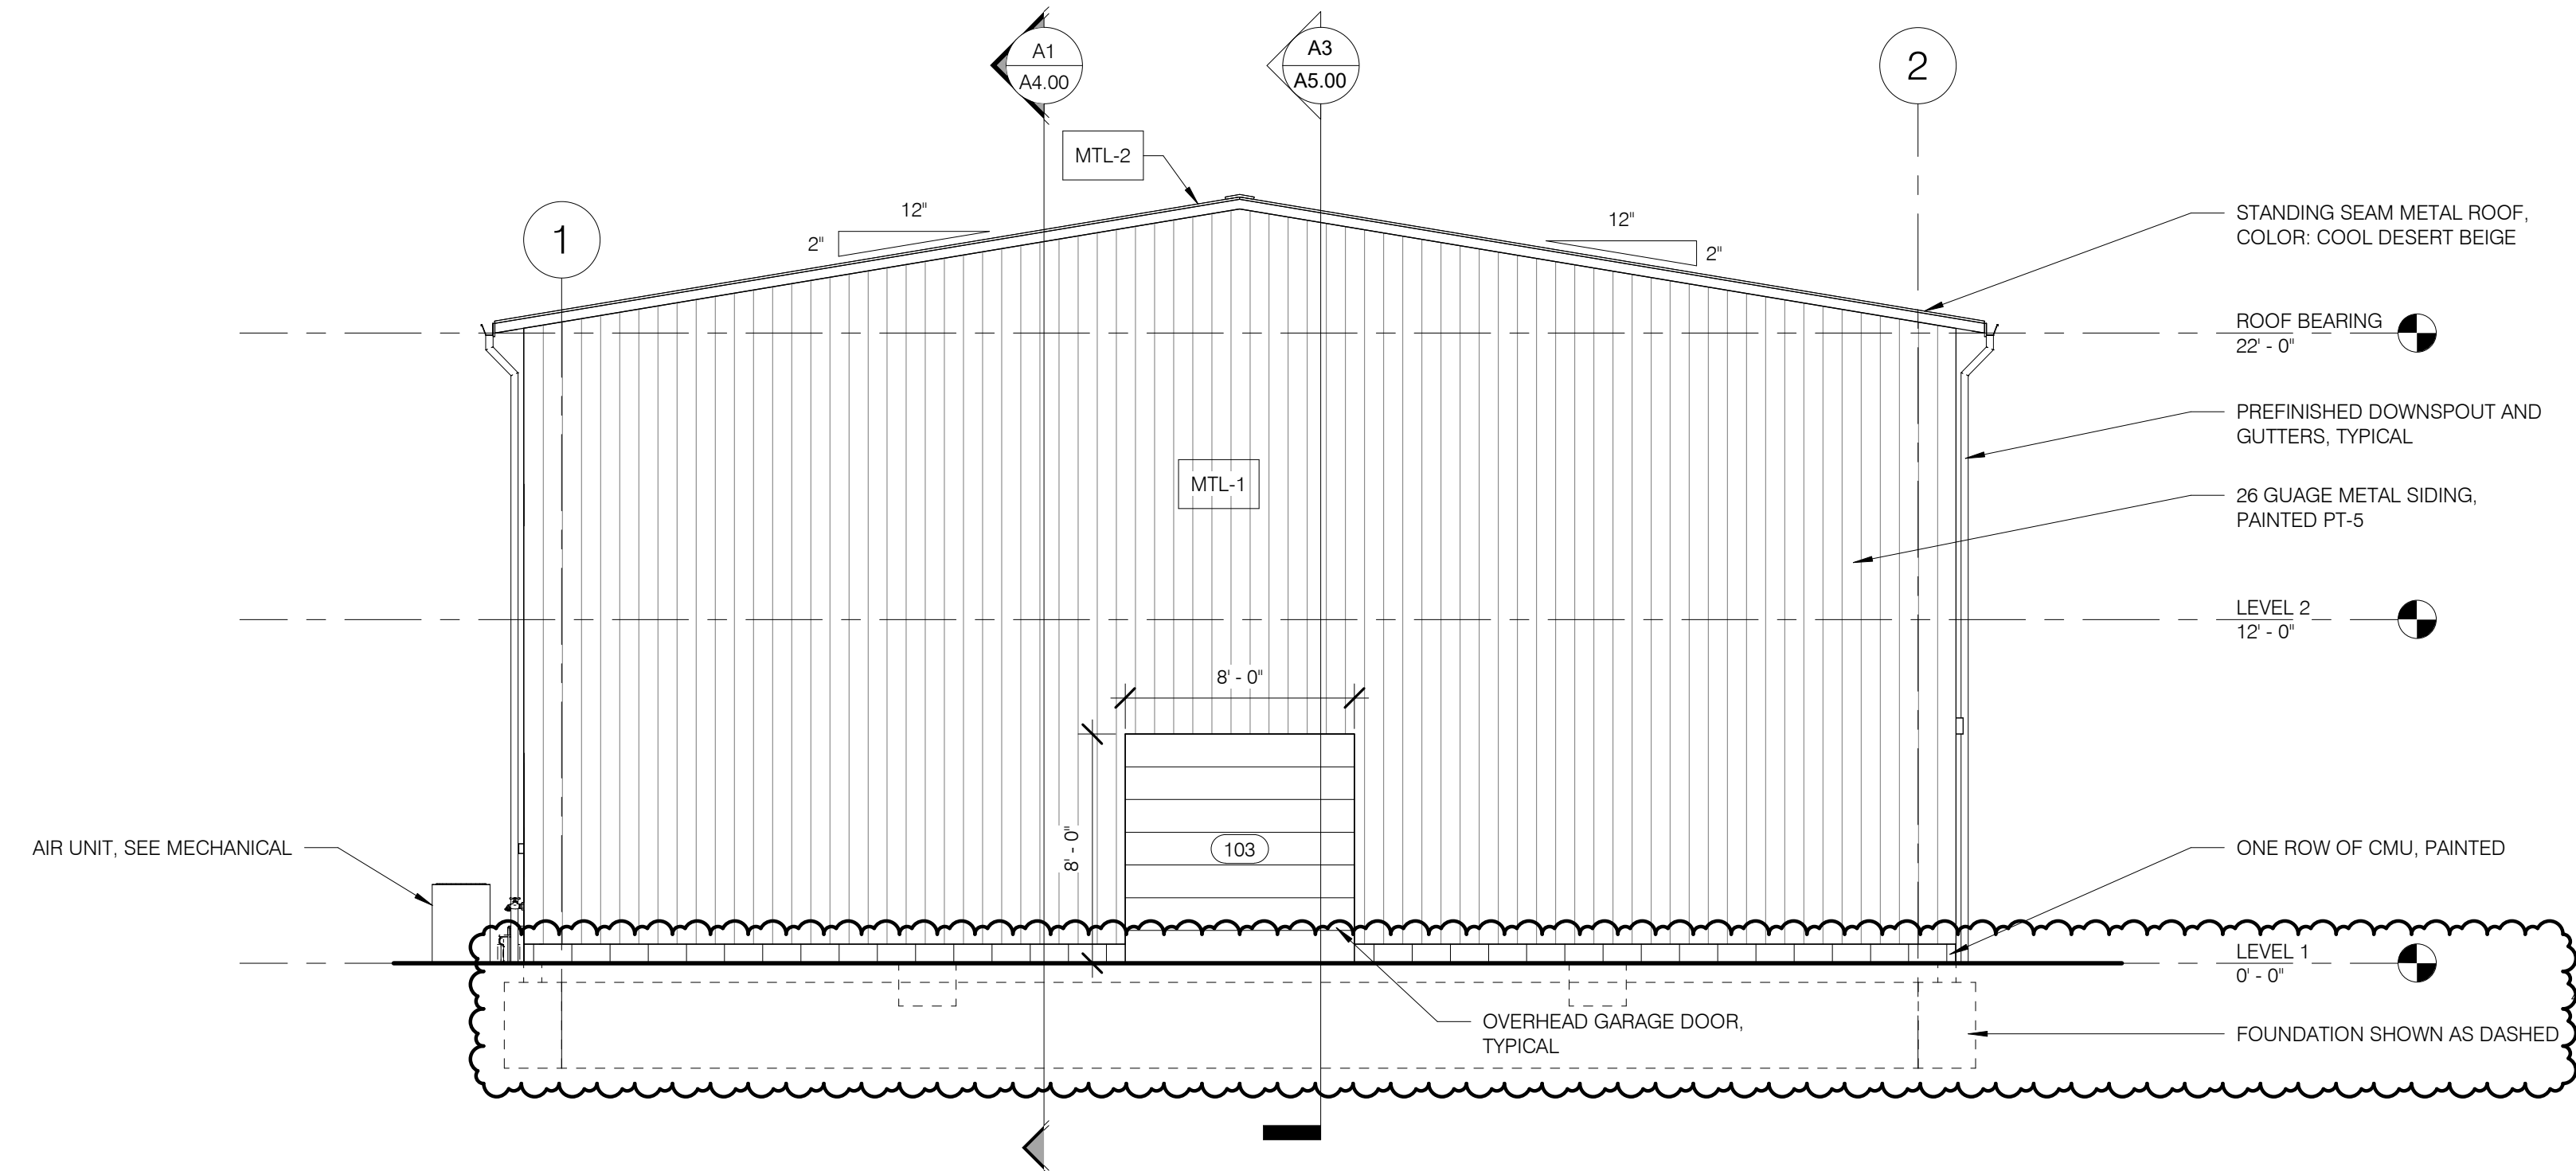 A1
A4.00
A3
A5.00
2
MTL-2
1
12"
2"
12"
2"
STANDING SEAM METAL ROOF,
COLOR: COOL DESERT BEIGE
ROOF BEARING
22' - 0"
PREFINISHED DOWNSPOUT AND
GUTTERS, TYPICAL
MTL-1
26 GUAGE METAL SIDING,
PAINTED PT-5
LEVEL 2
12' - 0"
8' - 0"
8' - 0"
103
AIR UNIT, SEE MECHANICAL
ONE ROW OF CMU, PAINTED
LEVEL 1
0' - 0"
OVERHEAD GARAGE DOOR,
TYPICAL
FOUNDATION SHOWN AS DASHED